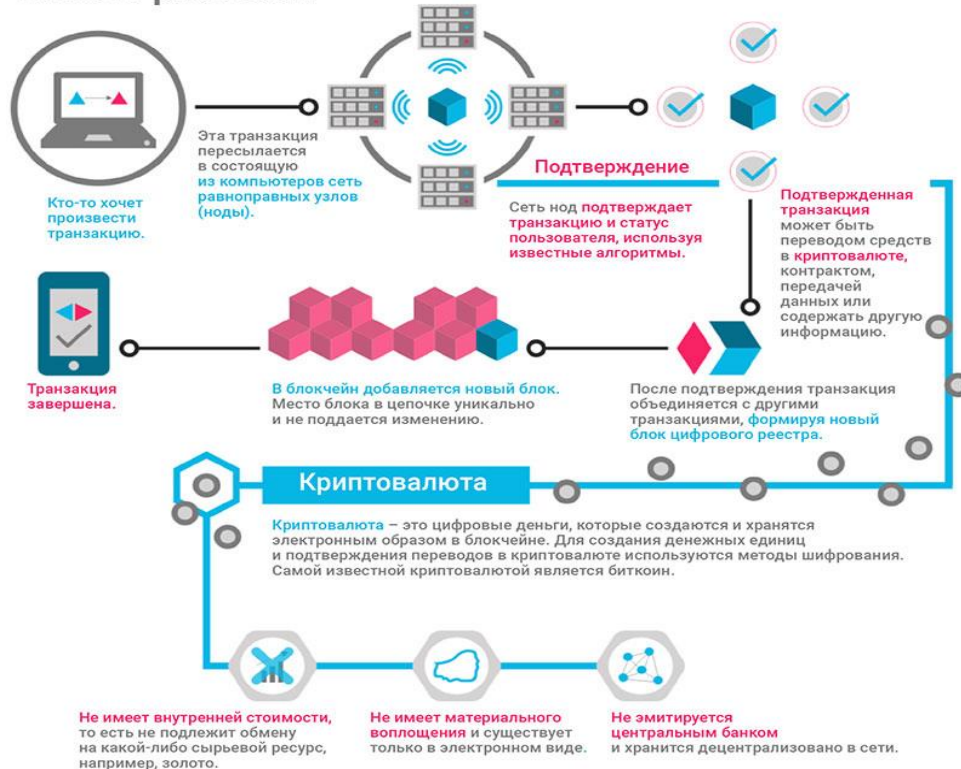 Эта транзакция
пересылается
в состоящую
из компьютеров сеть
равноправных узлов
(ноды).
Кто-то хочет
произвести
транзакцию.
Подтверждение
Сеть нод подтверждает
транзакцию и статус
пользователя, используя
известные алгоритмы.
Подтвержденная
транзакция
может быть
переводом средств
в криптовалюте,
контрактом,
передачей
данных или
содержать другую
информацию.
Транзакция
завершена.
В блокчейн добавляется новый блок.
Место блока в цепочке уникально
и не поддается изменению.
После подтверждения транзакция
объединяется с другими
транзакциями, формируя новый
блок цифрового реестра.
Криптовалюта
Криптовалюта – это цифровые деньги, которые создаются и хранятся
электронным образом в блокчейне. Для создания денежных единиц
и подтверждения переводов в криптовалюте используются методы шифрования.
Самой известной криптовалютой является биткоин.
Не имеет внутренней стоимости,
то есть не подлежит обмену
на какой-либо сырьевой ресурс,
например, золото.
Не имеет материального
воплощения и существует
только в электронном виде.
Не эмитируется
центральным банком
и хранится децентрализовано в сети.